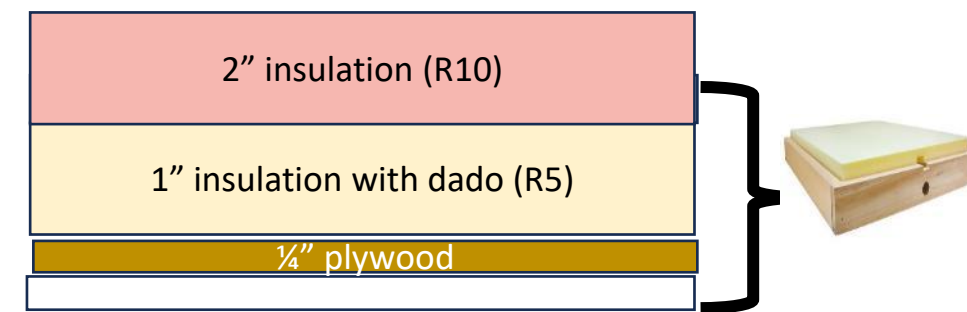 2” insulation (R10)
1” insulation with dado (R5)
¼” plywood